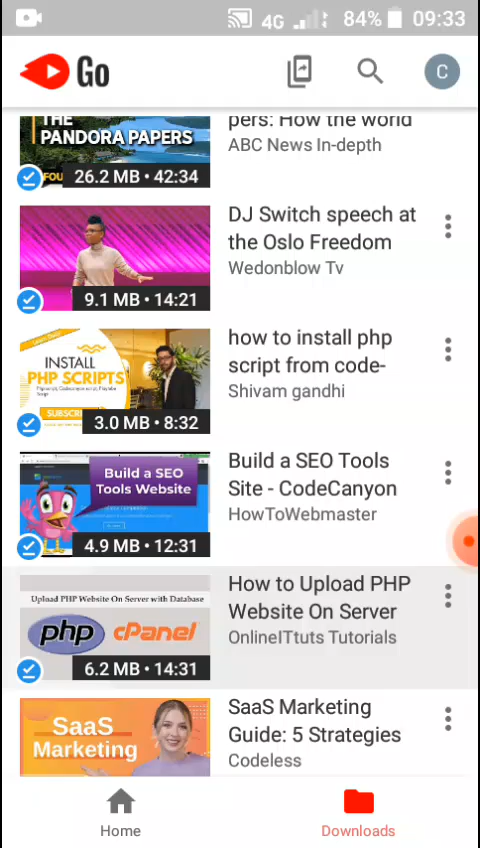 4G 84% 09:33
Go
C
THE
PANDORA PAPERS
FOU
26.2 MB • 42:34
pers: How the world
ABC News In-depth
9.1 MB • 14:21
DJ Switch speech at
the Oslo Freedom
Wedonblow Tv
INSTALL
PHP SCRIPTS
SUBSCRI
3.0 MB • 8:32
how to install php
script from code-
Shivam gandhi
Build a SEO
Tools Website
4.9 MB • 12:31
Build a SEO Tools
Site - CodeCanyon
HowToWebmaster
Upload PHP Website On Server with Database
php cPanel
6.2 MB • 14:31
How to Upload PHP
Website On Server
OnlineITtuts Tutorials
SaaS
Marketing
SaaS Marketing
Guide: 5 Strategies
Codeless
Home
Downloads